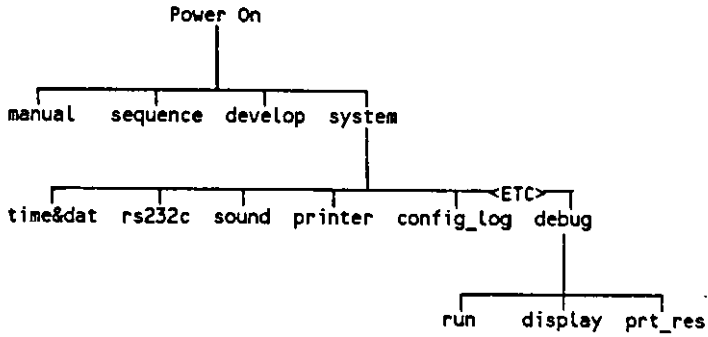 Power On
manual sequence develop system
<ETC>
time&dat rs232c sound printer config_log debug
run display prt_res